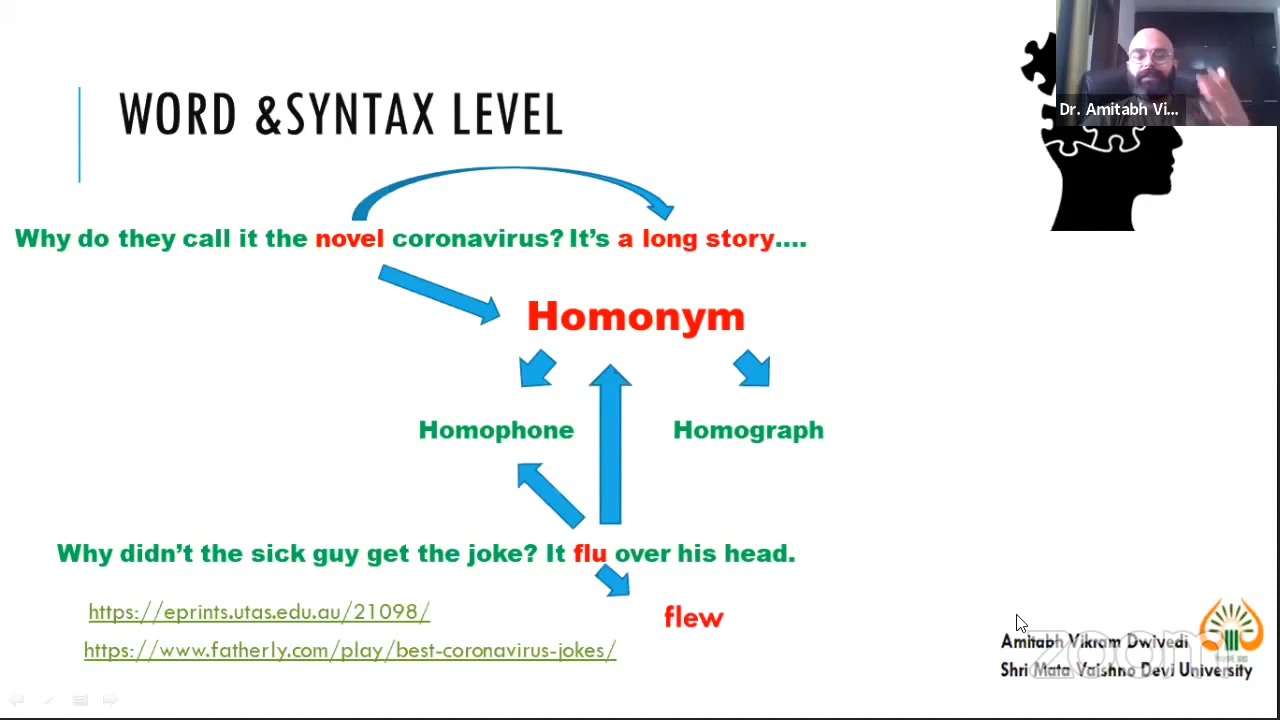 WORD &SYNTAX LEVEL
Dr. Amitabh Vi...
Why do they call it the novel coronavirus? It's a long story....
Homonym
Homophone
Homograph
Why didn't the sick guy get the joke? It flu over his head.
flew
https://eprints.utas.edu.au/21098/
https://www.fatherly.com/play/best-coronavirus-jokes/
Amitabh Vikram Dwivedi
Shri Mata Vaishno Devi University
zoom